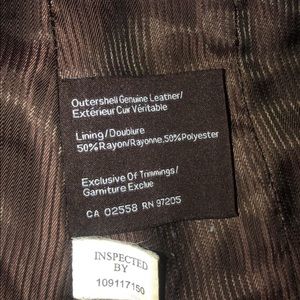 Outershell Genuine Leather/
Extérieur Cuir Véritable
Lining/Doublure
50% Rayon/Rayonne, 50% Polyester
Exclusive Of Trimmings/
Garniture Exclue
CA 02558 RN 97205
INSPECTED
BY
109117150